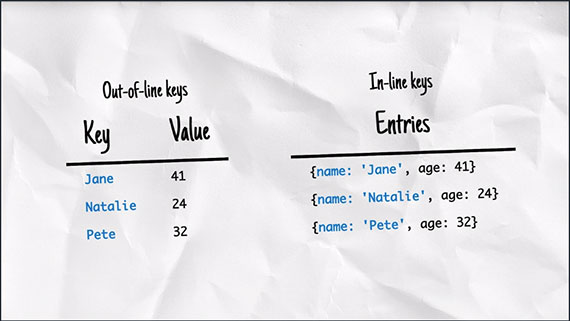 Out-of-line keys
Key Value
Jane 41
Natalie 24
Pete 32
In-line keys
Entries
{name: 'Jane', age: 41}
{name: 'Natalie', age: 24}
{name: 'Pete', age: 32}